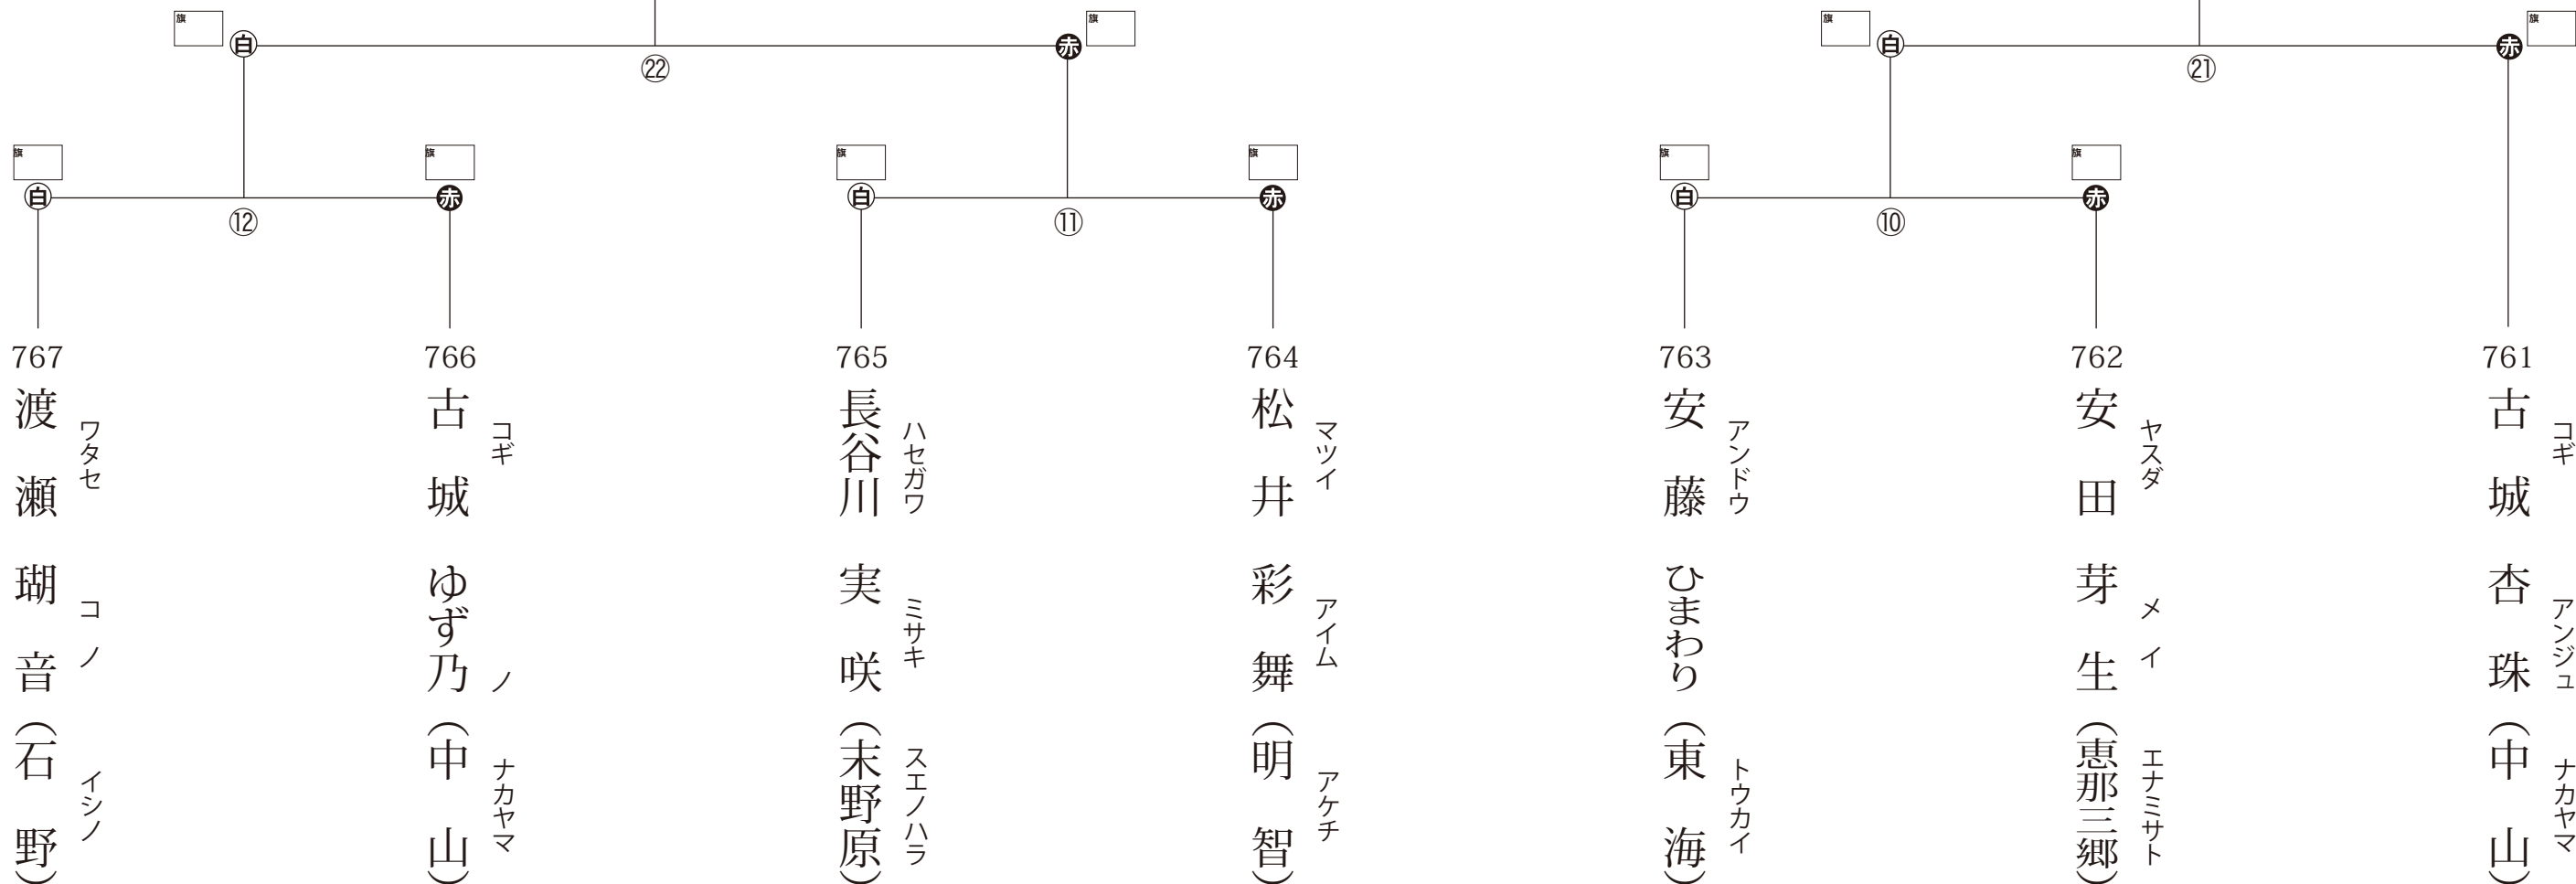 旗 白 赤 旗 旗 白 赤 旗
㉒ ㉑
旗 旗 旗 旗 旗 旗
白 赤 白 赤 白 赤
⑫ ⑪ ⑩
761
古城 杏珠(中山)
コギ アンジュ ナカヤマ
762
安田 芽生(恵那三郷)
ヤスダ メイ エナミサト
763
安藤 ひまわり(東海)
アンドウ トウカイ
764
松井 彩舞(明智)
マツイ アイム アケチ
765
長谷川 実咲(末野原)
ハセガワ ミサキ スエノハラ
766
古城 ゆず乃(中山)
コギ ノ ナカヤマ
767
渡瀬 瑚音(石野)
ワタセ コノ イシノ